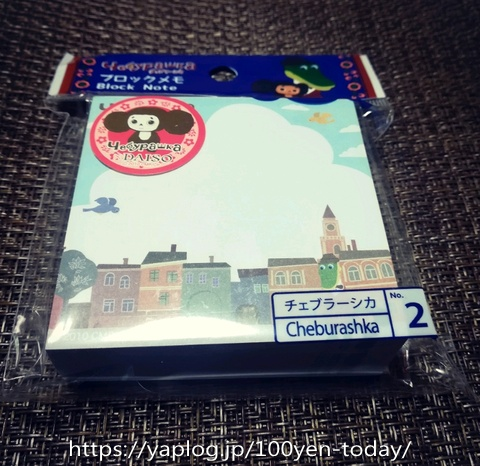 Чебурашка
ブロックメモ
Block Note
Чебурашка
DAISO
チェブラーシカ
Cheburashka
No.
2
https://yaplog.jp/100yen-today/